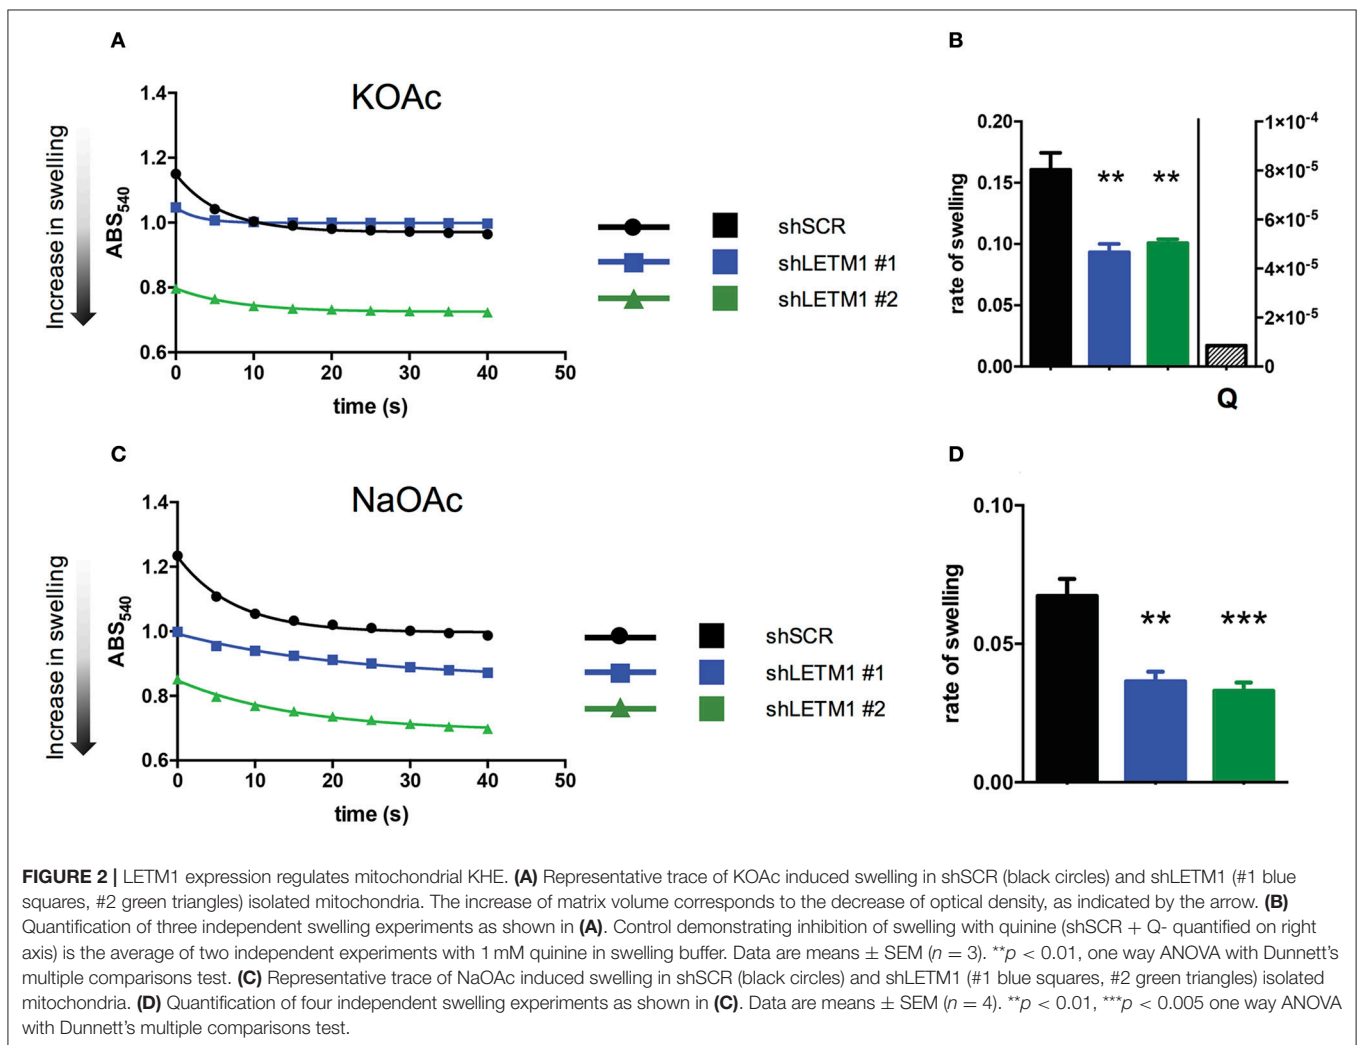 A
KOAc
Increase in swelling
ABS540
1.4
1.2
1.0
0.8
0.6
0 10 20 30 40 50
time (s)
shSCR
shLETM1 #1
shLETM1 #2
B
rate of swelling
0.20
0.15
0.10
0.05
0.00
** **
1×10-4
8×10-5
6×10-5
4×10-5
2×10-5
0
Q
C
NaOAc
Increase in swelling
ABS540
1.4
1.2
1.0
0.8
0.6
0 10 20 30 40 50
time (s)
shSCR
shLETM1 #1
shLETM1 #2
D
rate of swelling
0.10
0.05
0.00
** ***
FIGURE 2 | LETM1 expression regulates mitochondrial KHE. (A) Representative trace of KOAc induced swelling in shSCR (black circles) and shLETM1 (#1 blue
squares, #2 green triangles) isolated mitochondria. The increase of matrix volume corresponds to the decrease of optical density, as indicated by the arrow. (B)
Quantification of three independent swelling experiments as shown in (A). Control demonstrating inhibition of swelling with quinine (shSCR + Q- quantified on right
axis) is the average of two independent experiments with 1 mM quinine in swelling buffer. Data are means ± SEM (n = 3). **p < 0.01, one way ANOVA with Dunnett's
multiple comparisons test. (C) Representative trace of NaOAc induced swelling in shSCR (black circles) and shLETM1 (#1 blue squares, #2 green triangles) isolated
mitochondria. (D) Quantification of four independent swelling experiments as shown in (C). Data are means ± SEM (n = 4). **p < 0.01, ***p < 0.005 one way ANOVA
with Dunnett's multiple comparisons test.